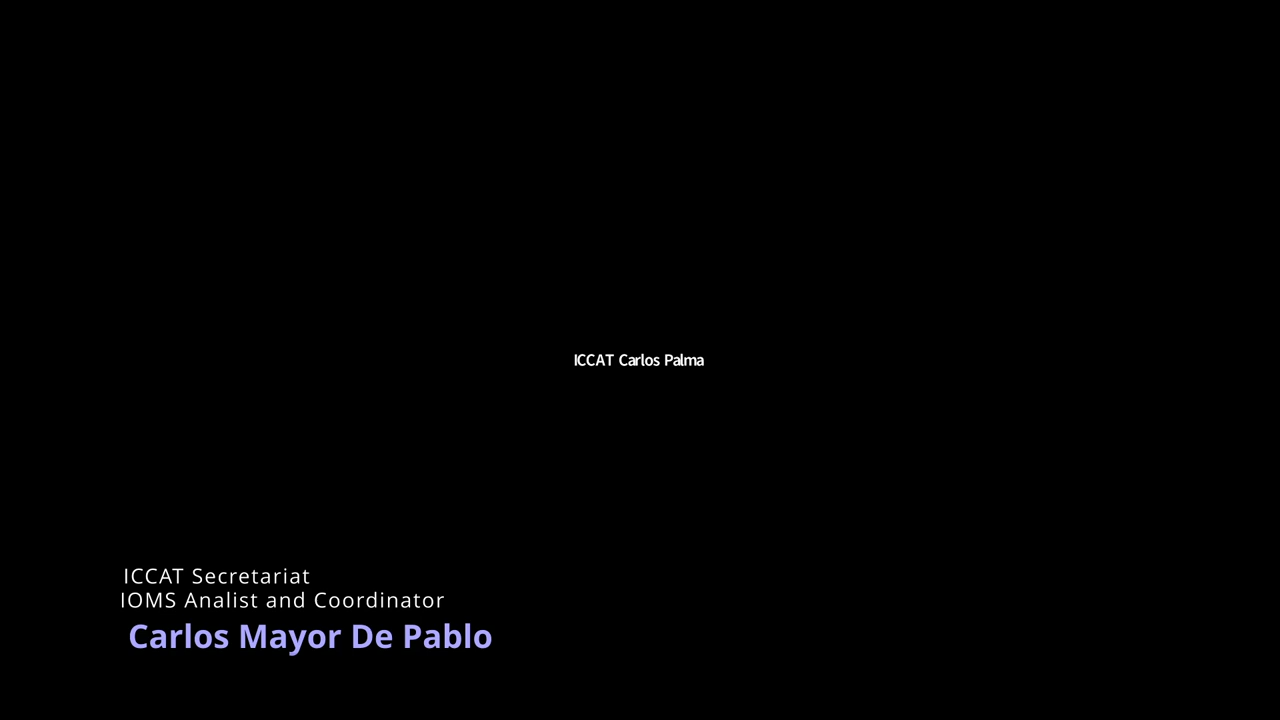 ICCAT Carlos Palma
ICCAT Secretariat
IOMS Analist and Coordinator
Carlos Mayor De Pablo